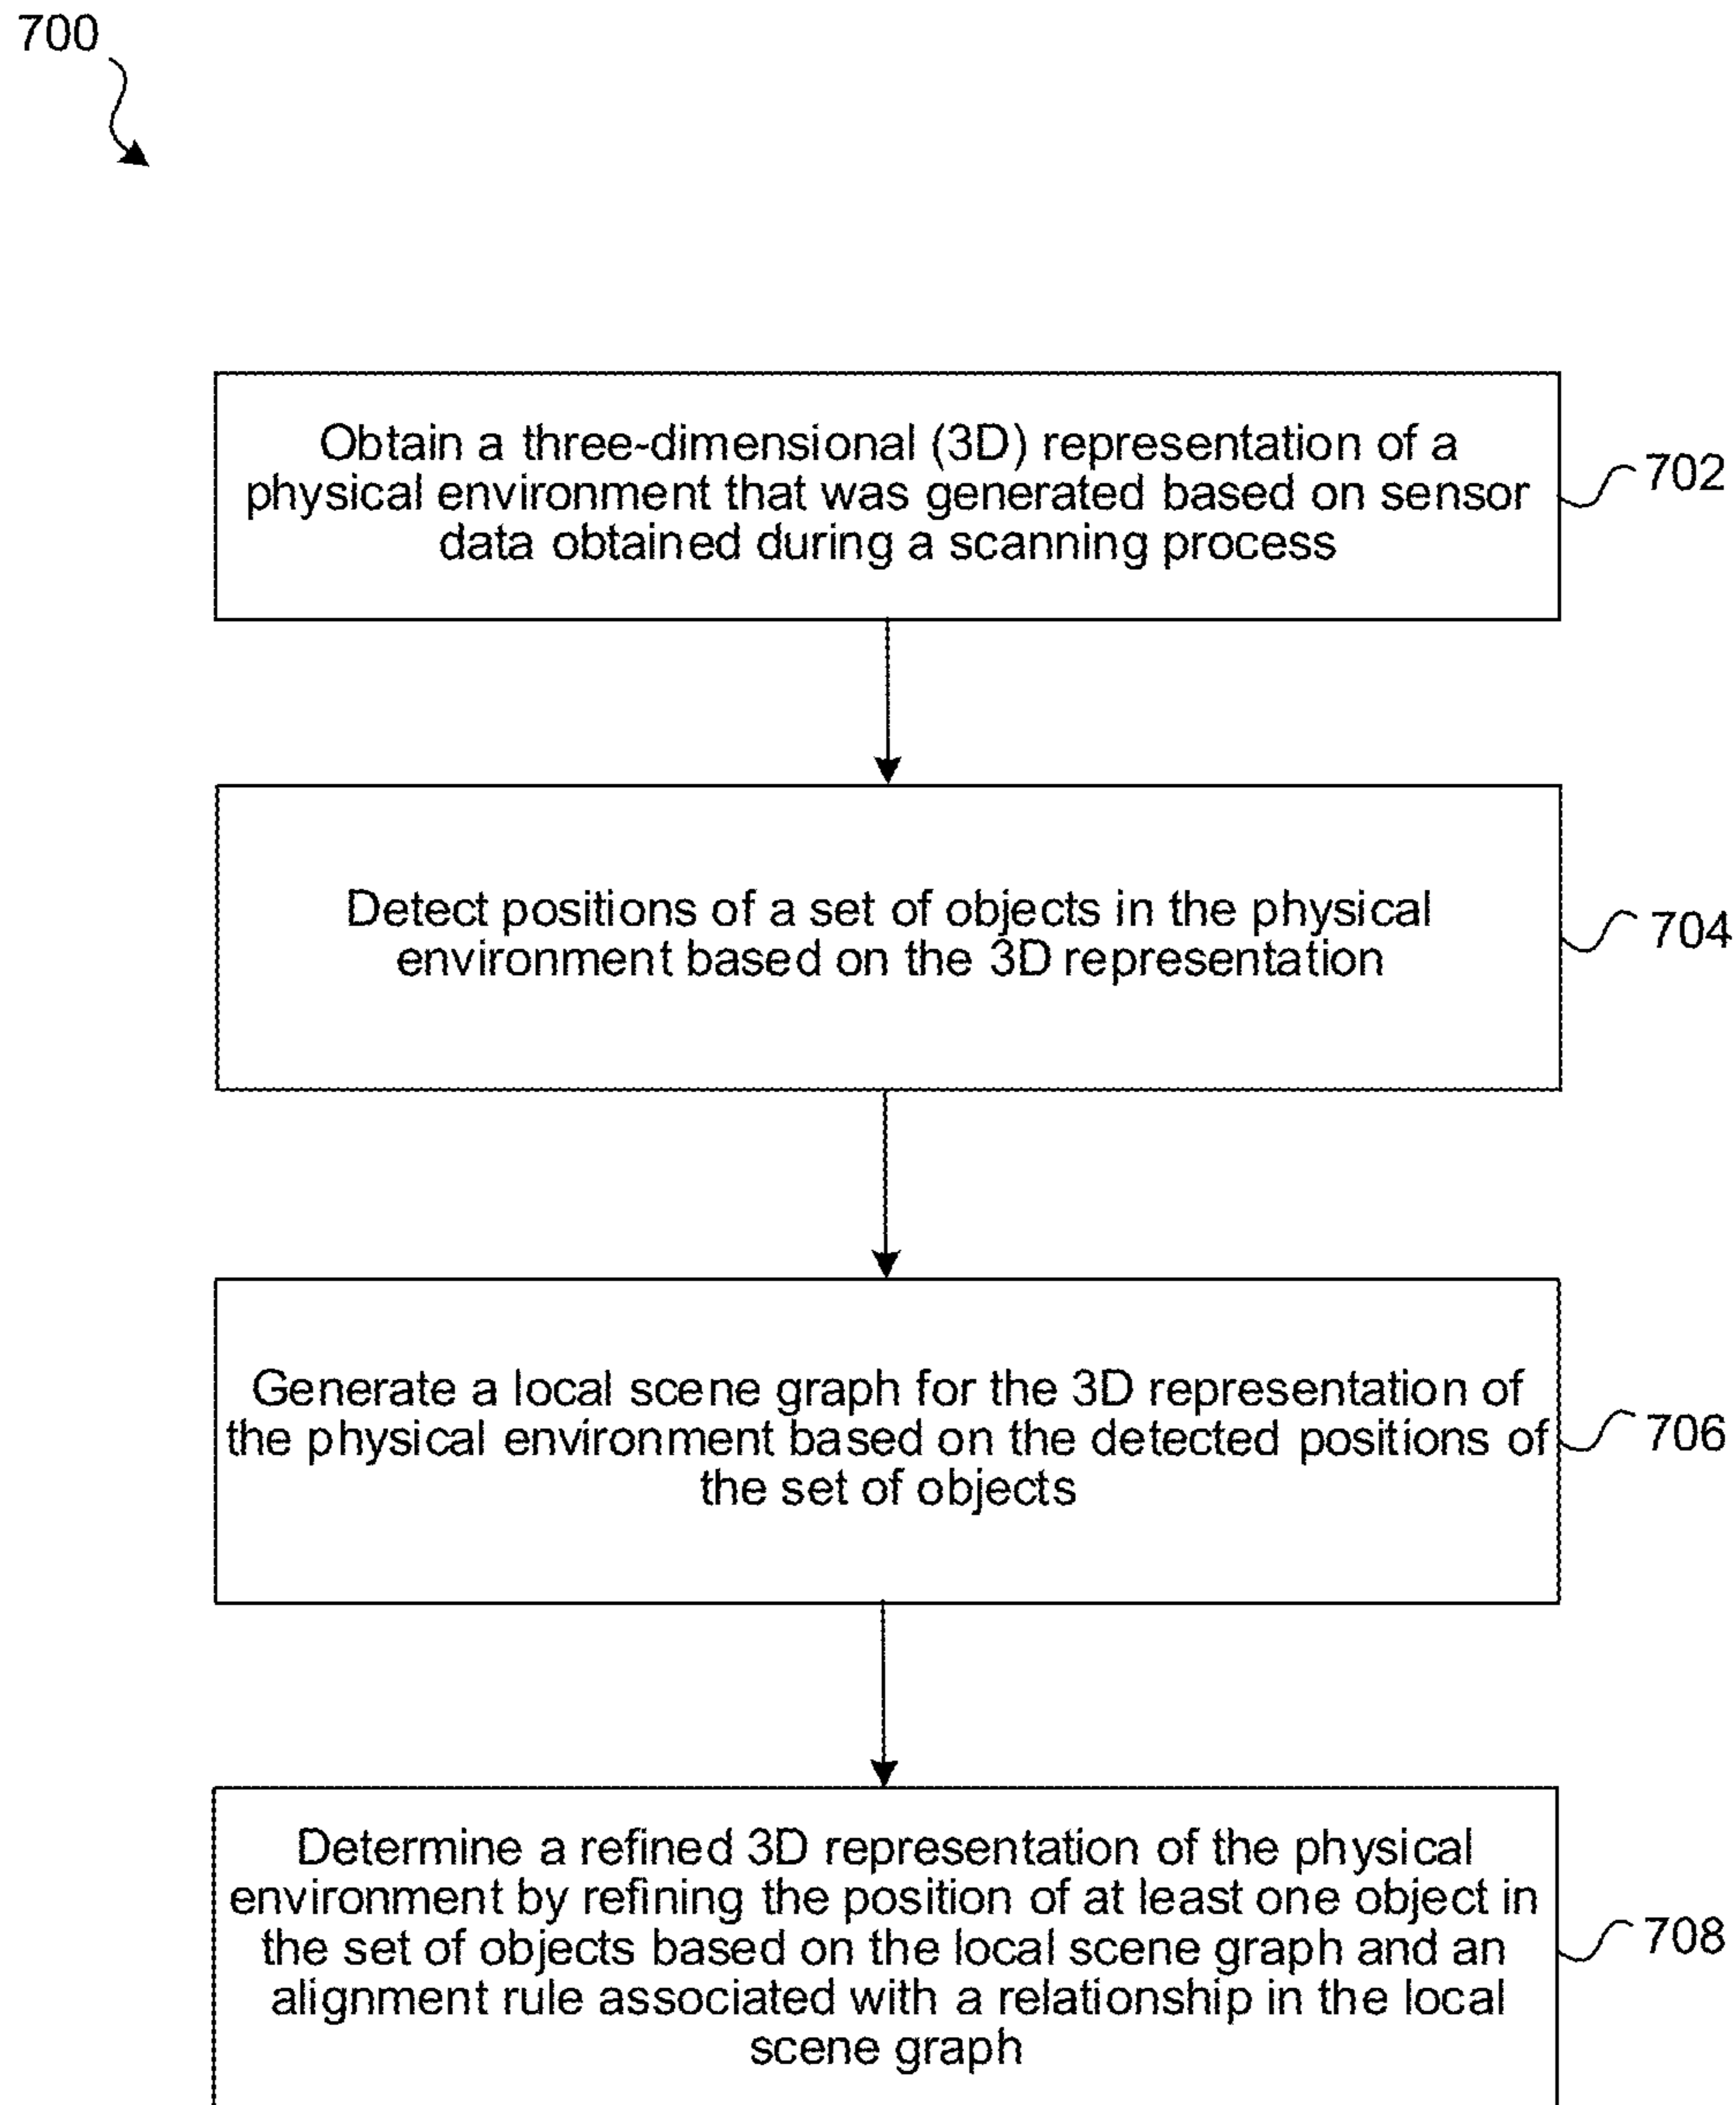 700
Obtain a three-dimensional (3D) representation of a
physical environment that was generated based on sensor
data obtained during a scanning process
702
Detect positions of a set of objects in the physical
environment based on the 3D representation
704
Generate a local scene graph for the 3D representation of
the physical environment based on the detected positions of
the set of objects
706
Determine a refined 3D representation of the physical
environment by refining the position of at least one object in
the set of objects based on the local scene graph and an
alignment rule associated with a relationship in the local
scene graph
708